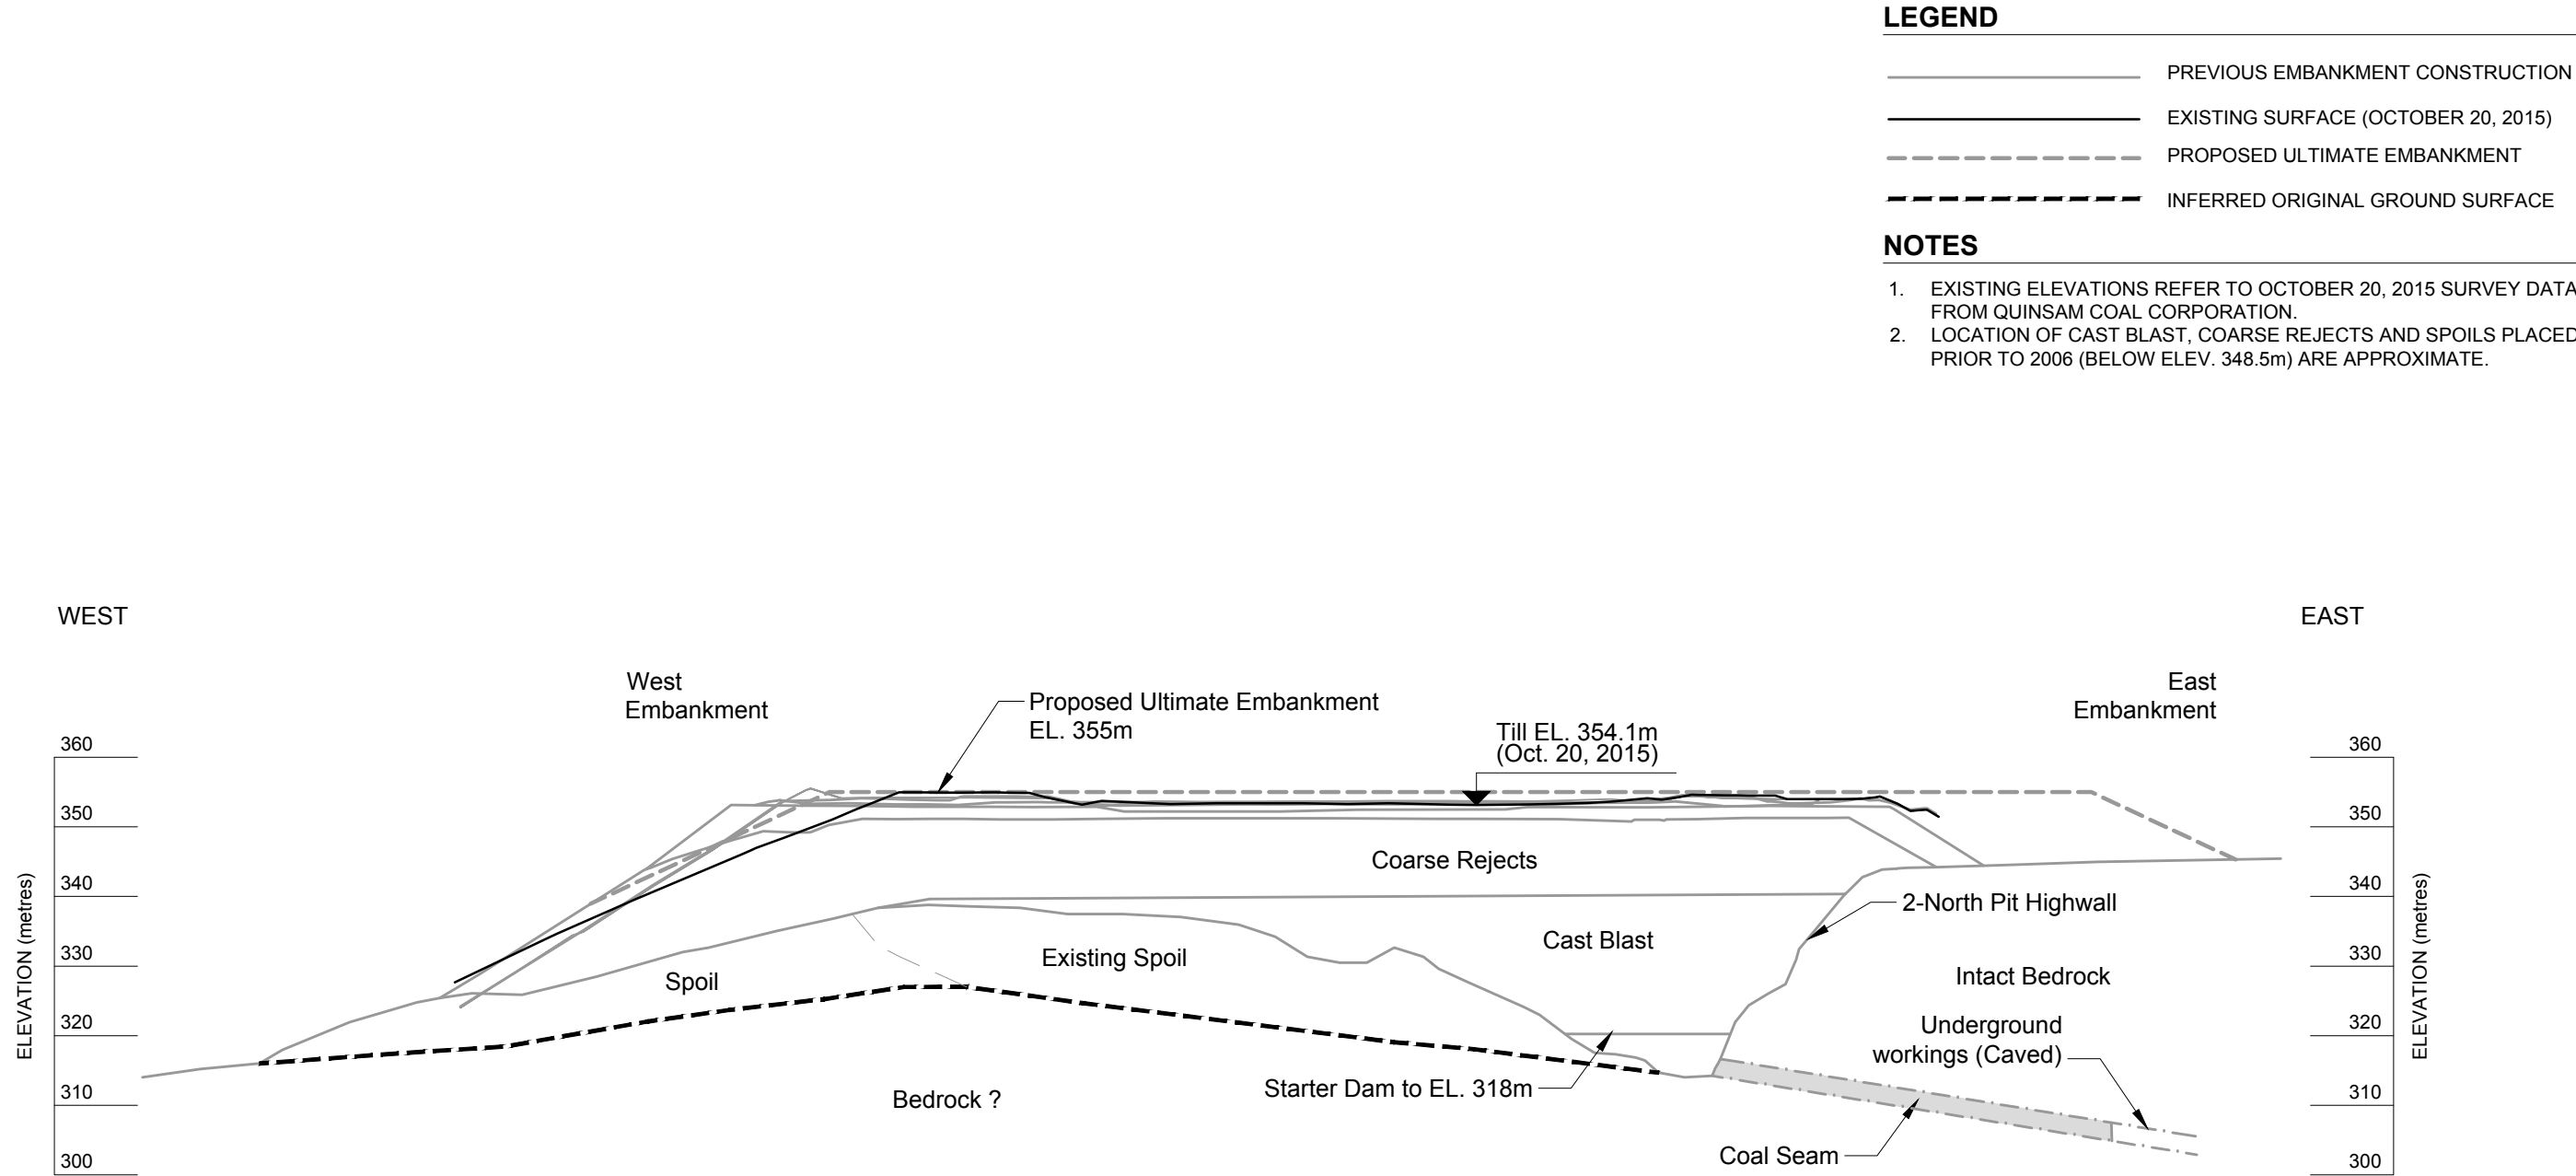 LEGEND
PREVIOUS EMBANKMENT CONSTRUCTION
EXISTING SURFACE (OCTOBER 20, 2015)
PROPOSED ULTIMATE EMBANKMENT
INFERRED ORIGINAL GROUND SURFACE
NOTES
1. EXISTING ELEVATIONS REFER TO OCTOBER 20, 2015 SURVEY DATA
FROM QUINSAM COAL CORPORATION.
2. LOCATION OF CAST BLAST, COARSE REJECTS AND SPOILS PLACED
PRIOR TO 2006 (BELOW ELEV. 348.5m) ARE APPROXIMATE.
WEST
EAST
West
Embankment
Proposed Ultimate Embankment
EL. 355m
Till EL. 354.1m
(Oct. 20, 2015)
East
Embankment
360
350
340
330
320
310
300
ELEVATION (metres)
Coarse Rejects
2-North Pit Highwall
Cast Blast
Existing Spoil
Spoil
Intact Bedrock
Underground
workings (Caved)
Starter Dam to EL. 318m
Bedrock ?
Coal Seam
360
350
340
330
320
310
300
ELEVATION (metres)